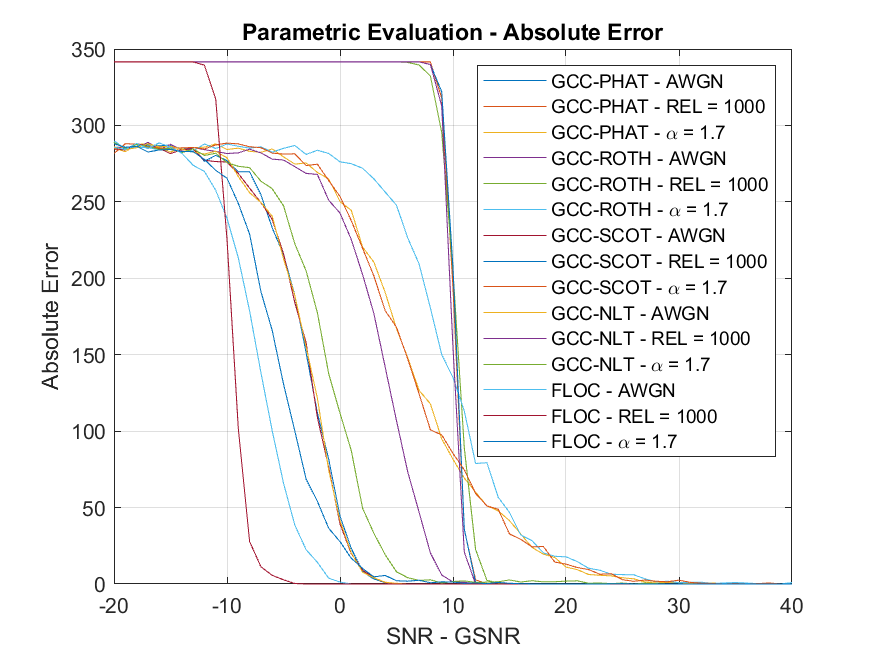 Parametric Evaluation - Absolute Error
350
300
250
200
150
100
50
0
Absolute Error
-20
-10
0
10
20
30
40
SNR - GSNR
GCC-PHAT - AWGN
GCC-PHAT - REL = 1000
GCC-PHAT - α = 1.7
GCC-ROTH - AWGN
GCC-ROTH - REL = 1000
GCC-ROTH - α = 1.7
GCC-SCOT - AWGN
GCC-SCOT - REL = 1000
GCC-SCOT - α = 1.7
GCC-NLT - AWGN
GCC-NLT - REL = 1000
GCC-NLT - α = 1.7
FLOC - AWGN
FLOC - REL = 1000
FLOC - α = 1.7